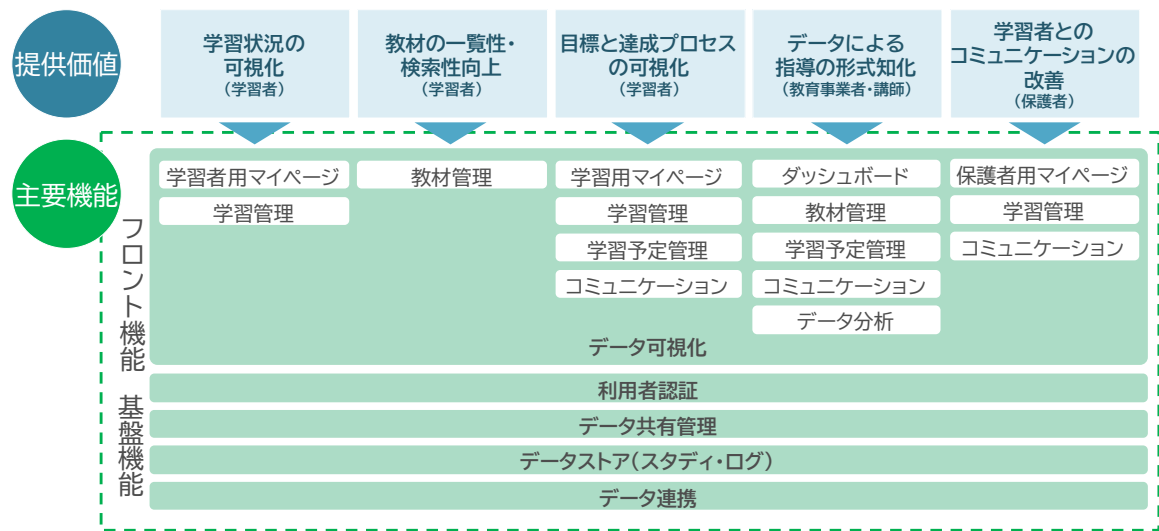 提供価値
学習状況の
可視化
(学習者)
教材の一覧性・
検索性向上
(学習者)
目標と達成プロセス
の可視化
(学習者)
データによる
指導の形式知化
(教育事業者・講師)
学習者との
コミュニケーションの
改善
(保護者)
主要機能
フロント機能
学習者用マイページ
学習管理
教材管理
学習用マイページ
学習管理
学習予定管理
コミュニケーション
ダッシュボード
教材管理
学習予定管理
コミュニケーション
データ分析
保護者用マイページ
学習管理
コミュニケーション
データ可視化
基盤機能
利用者認証
データ共有管理
データストア(スタディ・ログ)
データ連携